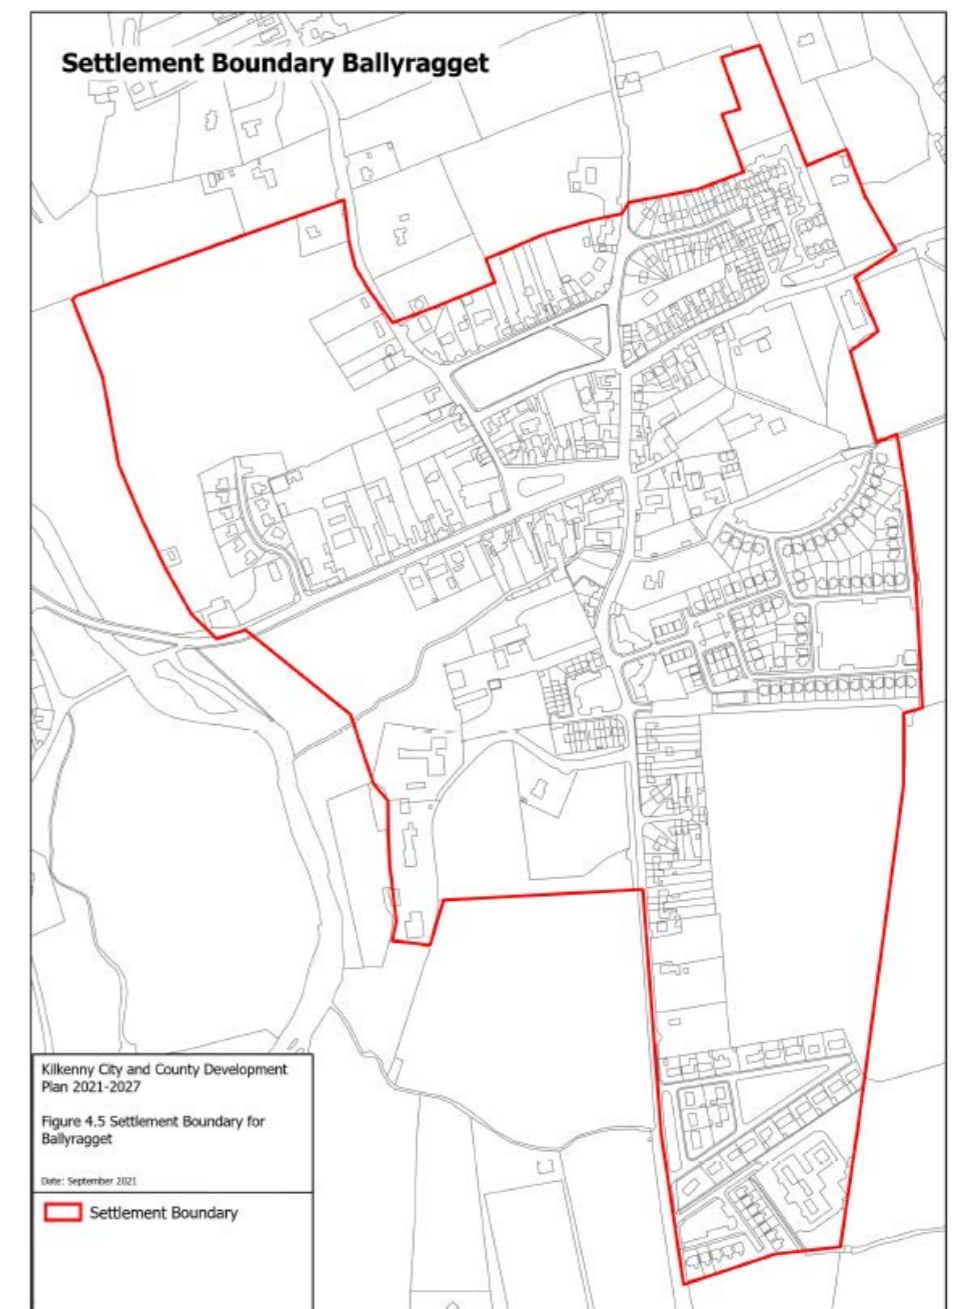 Settlement Boundary Ballyragget
Kilkenny City and County Development
Plan 2021-2027
Figure 4.5 Settlement Boundary for
Ballyragget
Date: September 2021
Settlement Boundary